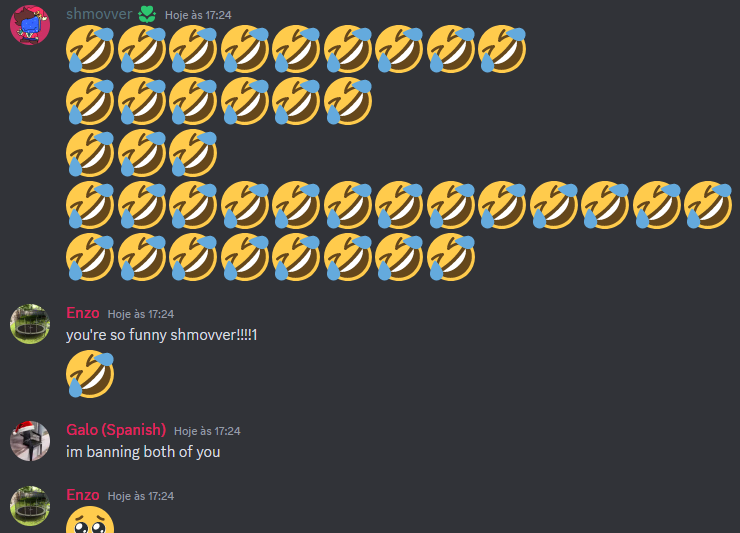 shmovver Hoje às 17:24
🤣🤣🤣🤣🤣🤣🤣🤣🤣
🤣🤣🤣🤣🤣🤣
🤣🤣🤣
🤣🤣🤣🤣🤣🤣🤣🤣🤣🤣🤣🤣🤣
🤣🤣🤣🤣🤣🤣🤣🤣
Enzo Hoje às 17:24
you're so funny shmovver!!!!1
🤣
Galo (Spanish) Hoje às 17:24
im banning both of you
Enzo Hoje às 17:24
🥺